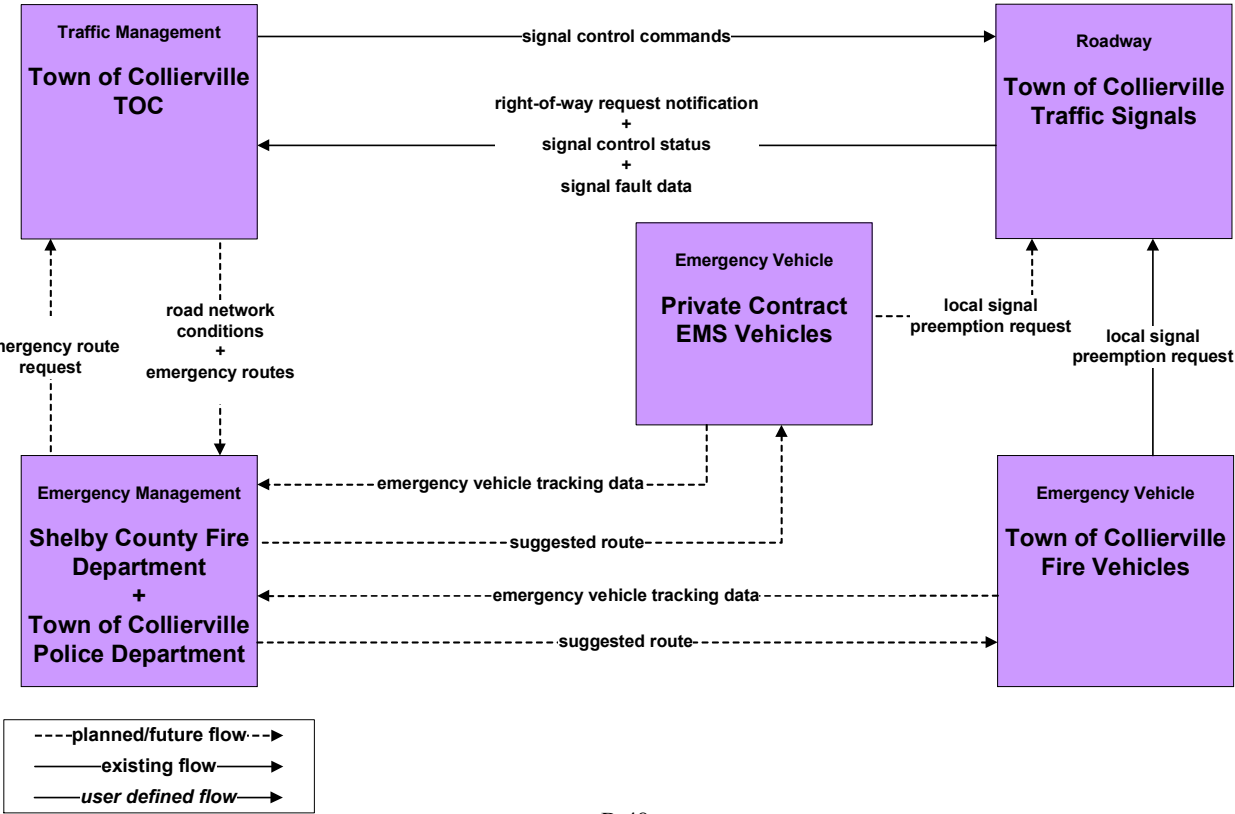 Traffic Management
Town of Collierville
TOC
signal control commands
Roadway
Town of Collierville
Traffic Signals
right-of-way request notification
+
signal control status
+
signal fault data
Emergency Vehicle
Private Contract
EMS Vehicles
local signal
preemption request
local signal
preemption request
road network
conditions
+
emergency routes
mergency route
request
Emergency Management
Shelby County Fire
Department
+
Town of Collierville
Police Department
emergency vehicle tracking data
suggested route
emergency vehicle tracking data
suggested route
Emergency Vehicle
Town of Collierville
Fire Vehicles
planned/future flow
existing flow
user defined flow